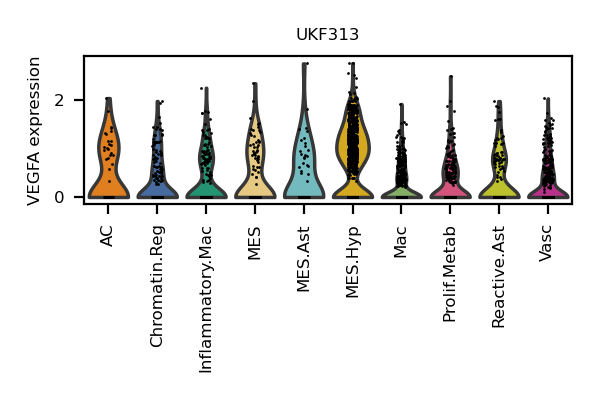 UKF313
VEGFA expression
2
0
AC
Chromatin.Reg
Inflammatory.Mac
MES
MES.Ast
MES.Hyp
Mac
Prolif.Metab
Reactive.Ast
Vasc